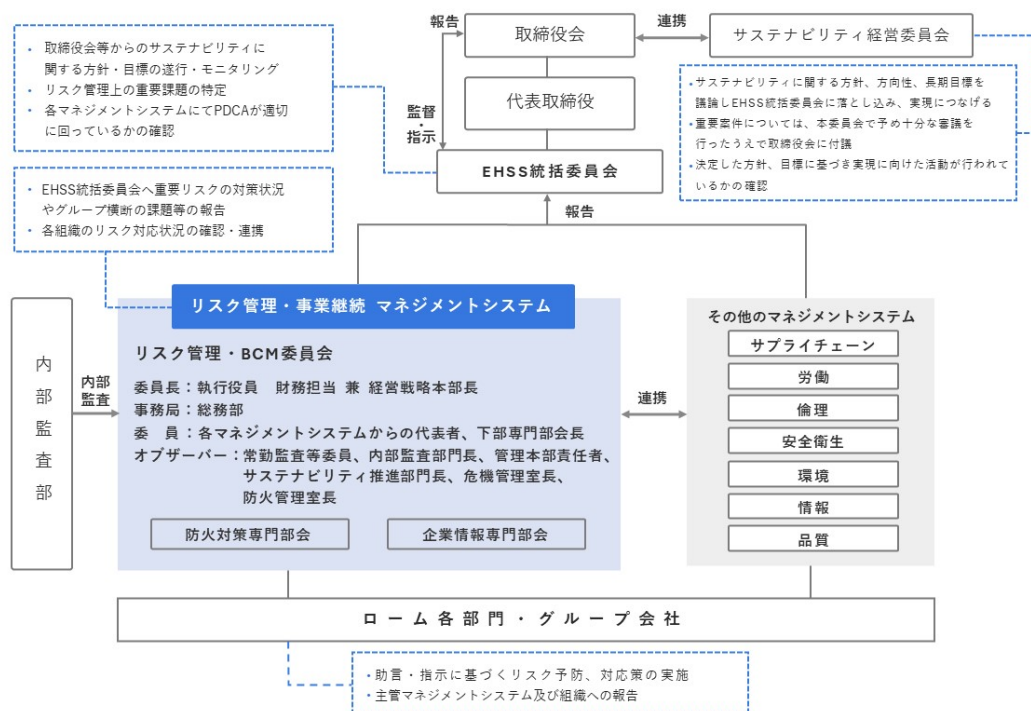 報告
取締役会
連携
サステナビリティ経営委員会
• 取締役会等からのサステナビリティに
関する方針・目標の遂行・モニタリング
• リスク管理上の重要課題の特定
• 各マネジメントシステムにてPDCAが適切
に回っているかの確認
代表取締役
監督・指示
•サステナビリティに関する方針、方向性、長期目標を
議論しEHSS統括委員会に落とし込み、実現につなげる
•重要案件については、本委員会で予め十分な審議を
行ったうえで取締役会に付議
•決定した方針、目標に基づき実現に向けた活動が行われて
いるかの確認
EHSS統括委員会
• EHSS統括委員会へ重要リスクの対策状況
やグループ横断の課題等の報告
• 各組織のリスク対応状況の確認・連携
報告
内部監査部
内部
監査
リスク管理・事業継続 マネジメントシステム
リスク管理・BCM委員会
委員長：執行役員 財務担当 兼 経営戦略本部長
事務局：総務部
委 員：各マネジメントシステムからの代表者、下部専門部会長
オブザーバー：常勤監査等委員、内部監査部門長、管理本部責任者、
サステナビリティ推進部門長、危機管理室長、
防火管理室長
防火対策専門部会
企業情報専門部会
連携
その他のマネジメントシステム
サプライチェーン
労働
倫理
安全衛生
環境
情報
品質
ローム各部門・グループ会社
• 助言・指示に基づくリスク予防、対応策の実施
• 主管マネジメントシステム及び組織への報告